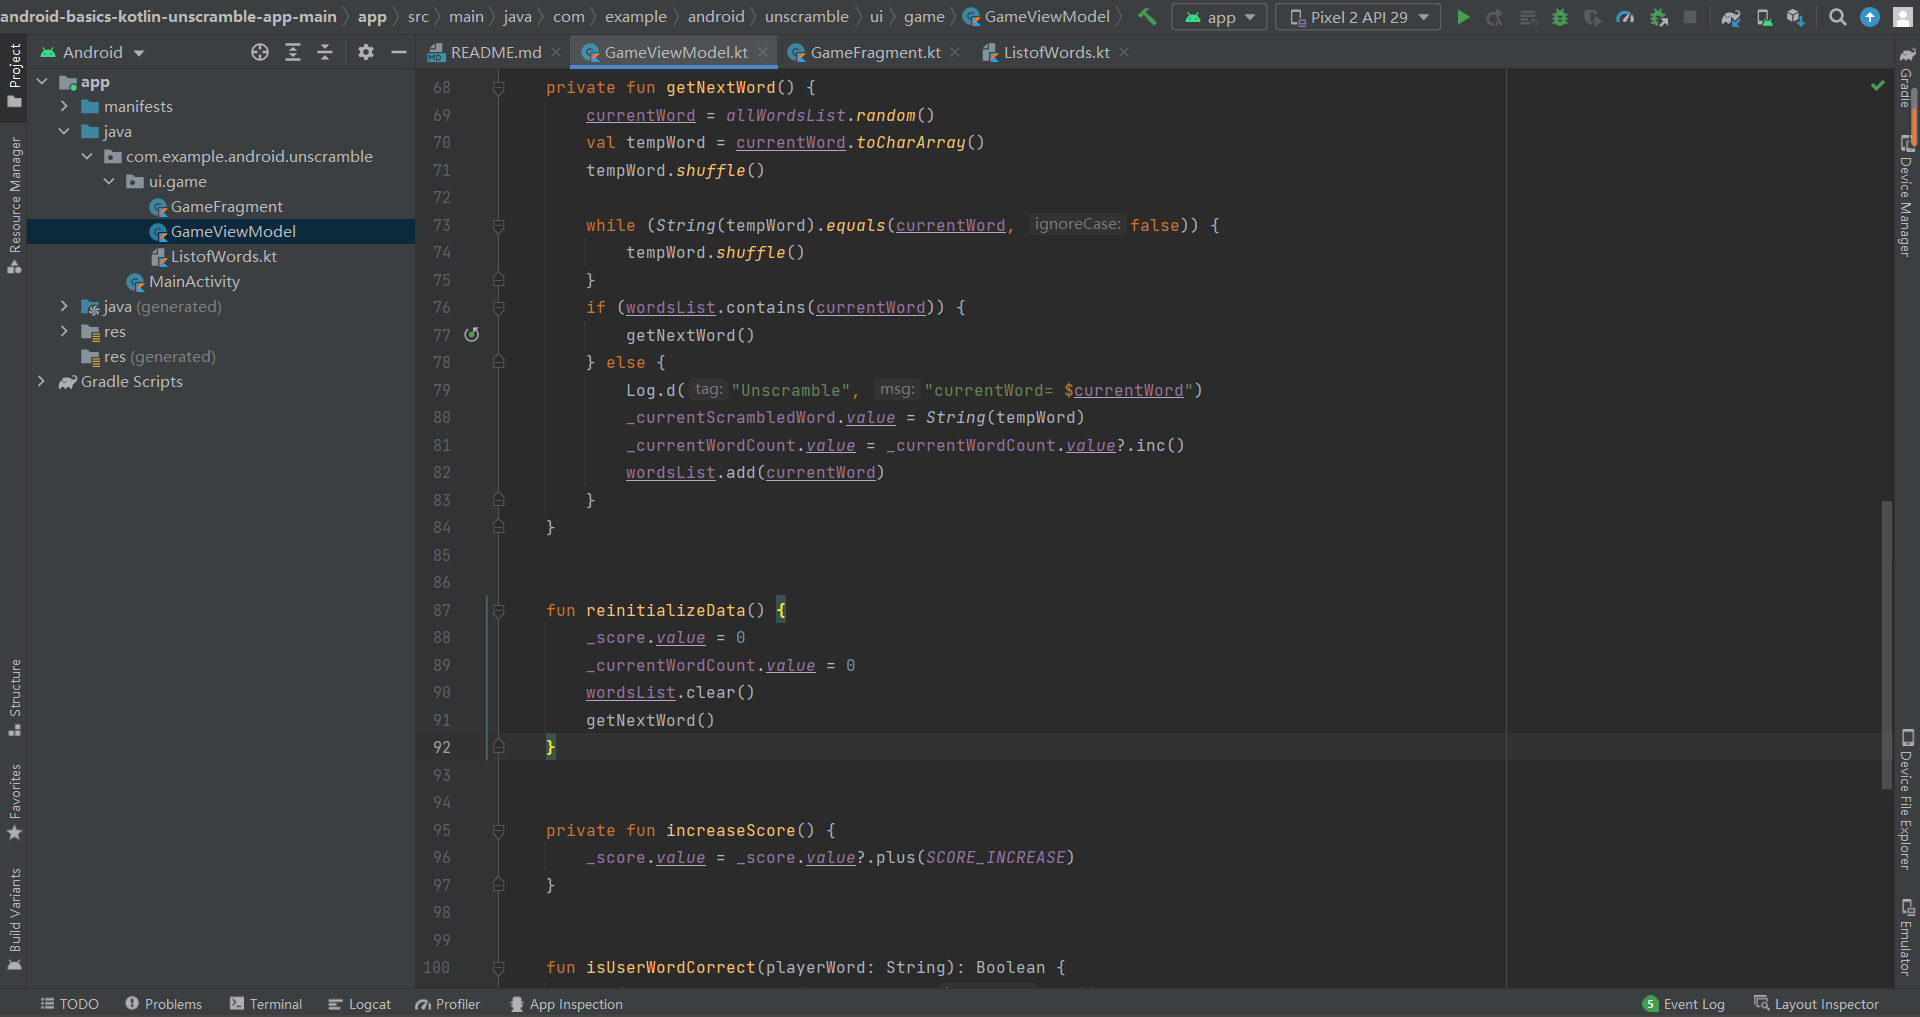 android-basics-kotlin-unscramble-app-main app src main java com example android unscramble ui game GameViewModel app Pixel 2 API 29
Project
Android
README.md GameViewModel.kt GameFragment.kt ListofWords.kt
app
manifests
java
com.example.android.unscramble
ui.game
GameFragment
GameViewModel
ListofWords.kt
MainActivity
java (generated)
res
res (generated)
Gradle Scripts
Resource Manager
Structure
Favorites
Build Variants
68 private fun getNextWord() {
69 currentWord = allWordsList.random()
70 val tempWord = currentWord.toCharArray()
71 tempWord.shuffle()
72
73 while (String(tempWord).equals(currentWord, ignoreCase: false)) {
74 tempWord.shuffle()
75 }
76 if (wordsList.contains(currentWord)) {
77 getNextWord()
78 } else {
79 Log.d( tag: "Unscramble", msg: "currentWord= $currentWord")
80 _currentScrambledWord.value = String(tempWord)
81 _currentWordCount.value = _currentWordCount.value?.inc()
82 wordsList.add(currentWord)
83 }
84 }
85
86
87 fun reinitializeData() {
88 _score.value = 0
89 _currentWordCount.value = 0
90 wordsList.clear()
91 getNextWord()
92 }
93
94
95 private fun increaseScore() {
96 _score.value = _score.value?.plus(SCORE_INCREASE)
97 }
98
99
100 fun isUserWordCorrect(playerWord: String): Boolean {
Gradle
Device Manager
Device File Explorer
Emulator
TODO Problems Terminal Logcat Profiler App Inspection 5 Event Log Layout Inspector